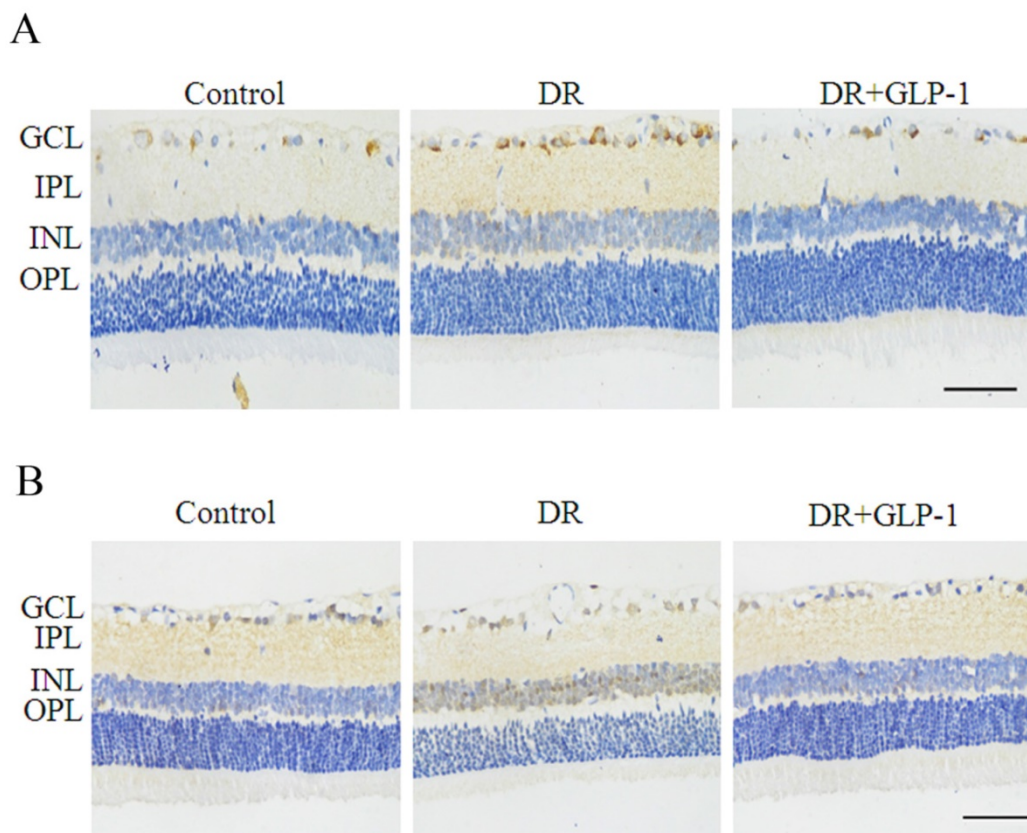 A
Control DR DR+GLP-1
GCL
IPL
INL
OPL
B
Control DR DR+GLP-1
GCL
IPL
INL
OPL